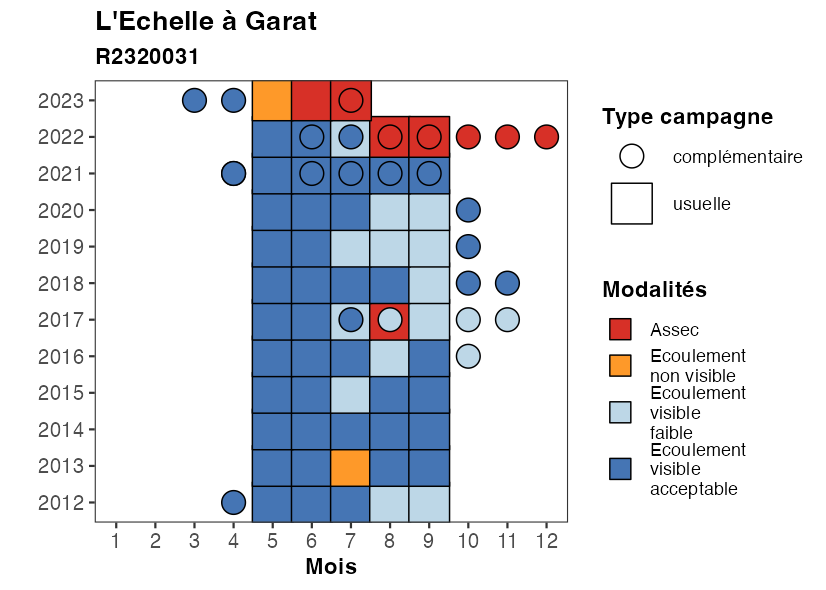 L'Echelle à Garat
R2320031
2023
2022
2021
2020
2019
2018
2017
2016
2015
2014
2013
2012
1 2 3 4 5 6 7 8 9 10 11 12
Mois
Type campagne
complémentaire
usuelle
Modalités
Assec
Ecoulement
non visible
Ecoulement
visible
faible
Ecoulement
visible
acceptable